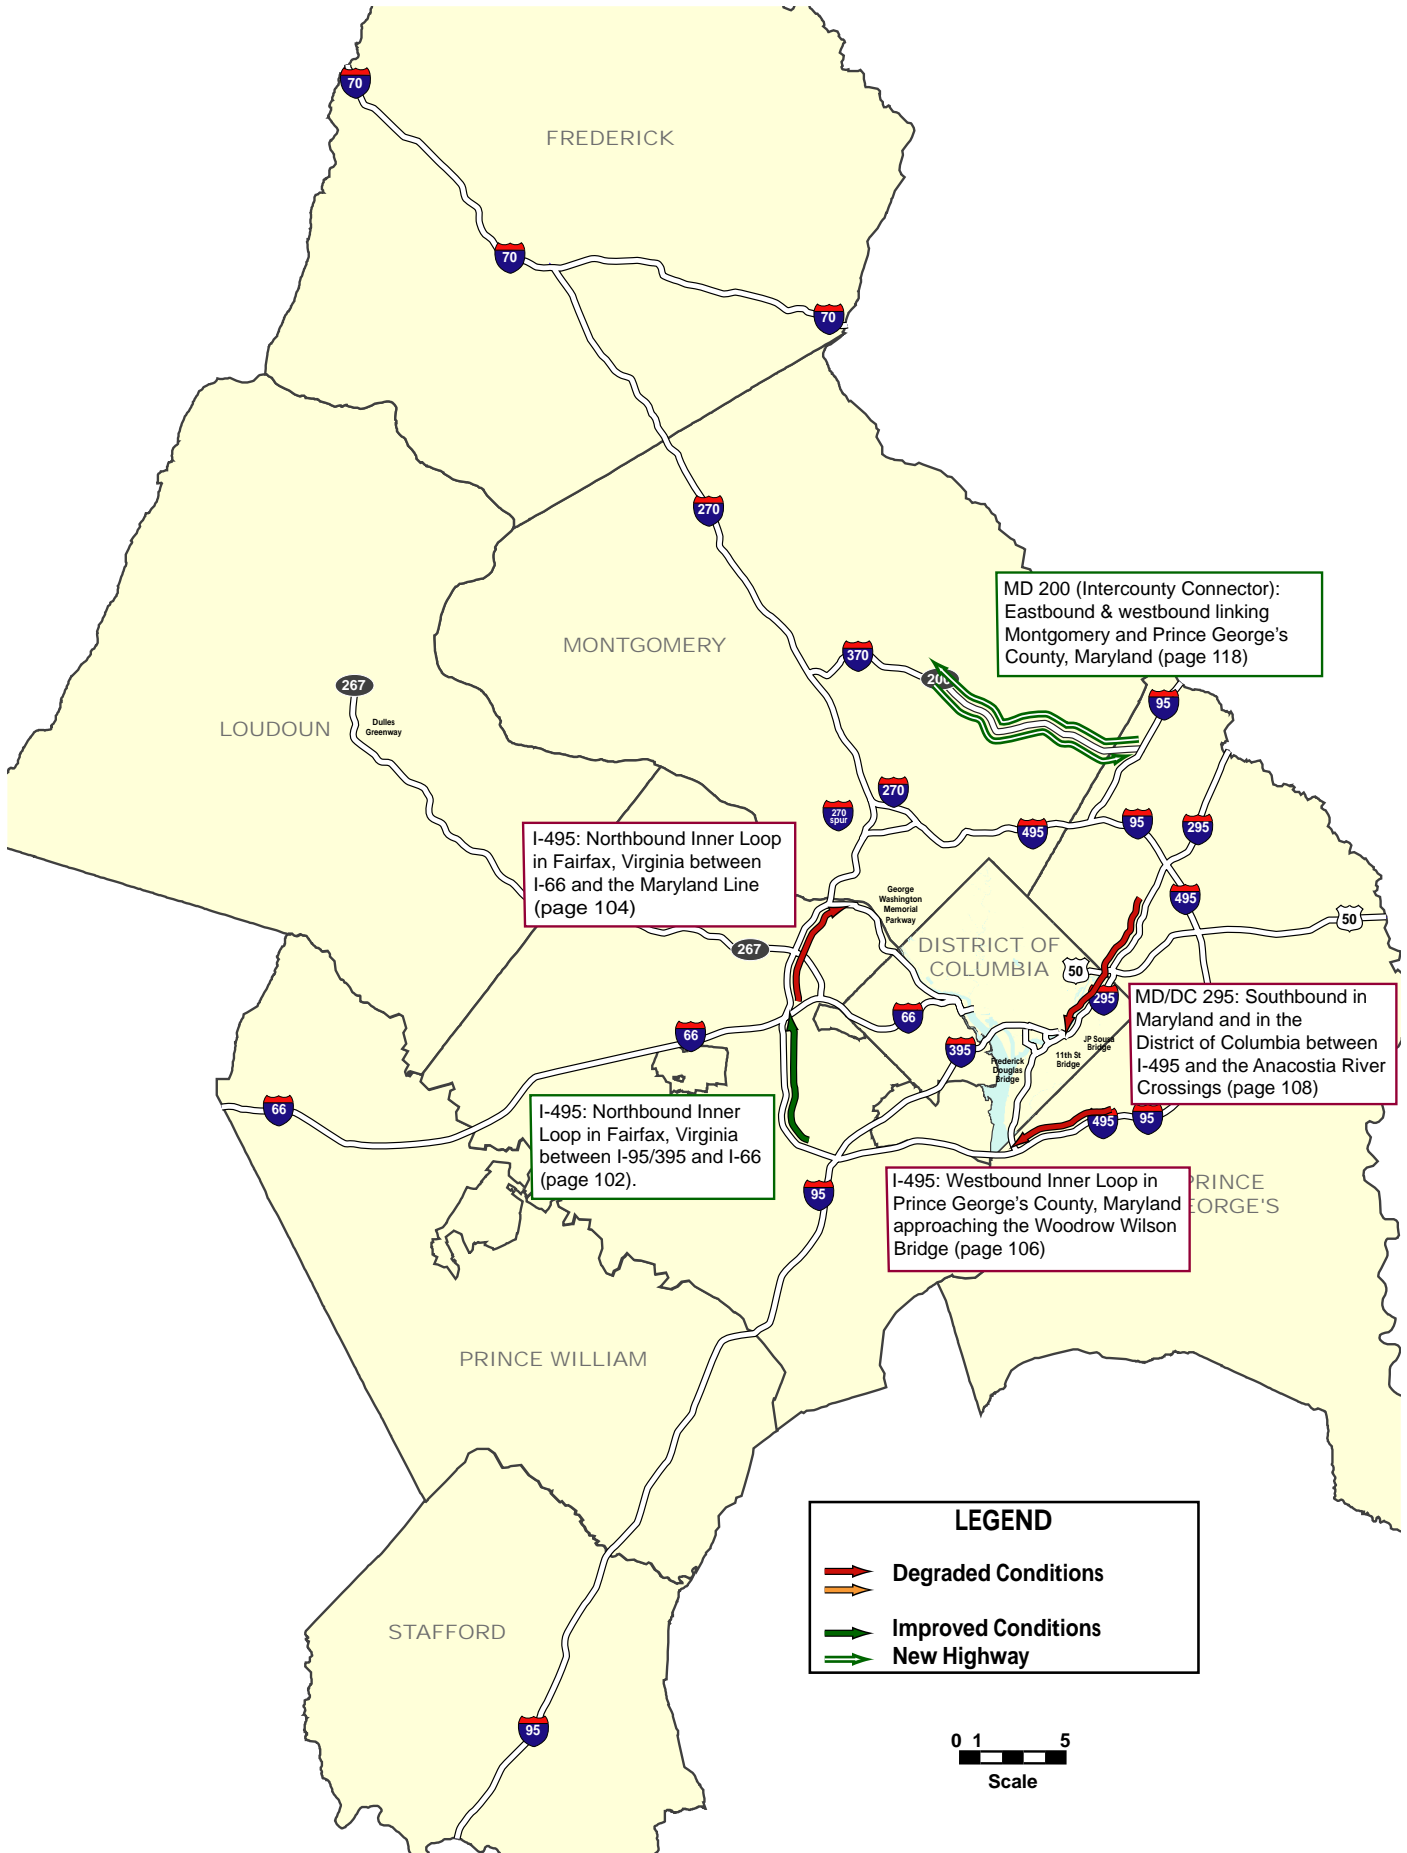 70
FREDERICK
70
70
270
MD 200 (Intercounty Connector):
Eastbound & westbound linking
Montgomery and Prince George's
County, Maryland (page 118)
MONTGOMERY
370
200
267
95
LOUDOUN
Dulles
Greenway
270
270
spur
495
95
295
I-495: Northbound Inner Loop
in Fairfax, Virginia between
I-66 and the Maryland Line
(page 104)
George
Washington
Memorial
Parkway
495
50
267
DISTRICT OF
COLUMBIA
50
295
66
66
395
MD/DC 295: Southbound in
Maryland and in the
District of Columbia between
I-495 and the Anacostia River
Crossings (page 108)
JP Sousa
Bridge
11th St
Bridge
Frederick
Douglas
Bridge
66
I-495: Northbound Inner
Loop in Fairfax, Virginia
between I-95/395 and I-66
(page 102).
495
95
95
I-495: Westbound Inner Loop in
Prince George's County, Maryland
approaching the Woodrow Wilson
Bridge (page 106)
PRINCE
EORGE'S
PRINCE WILLIAM
LEGEND
Degraded Conditions
Improved Conditions
New Highway
STAFFORD
95
0 1 5
Scale